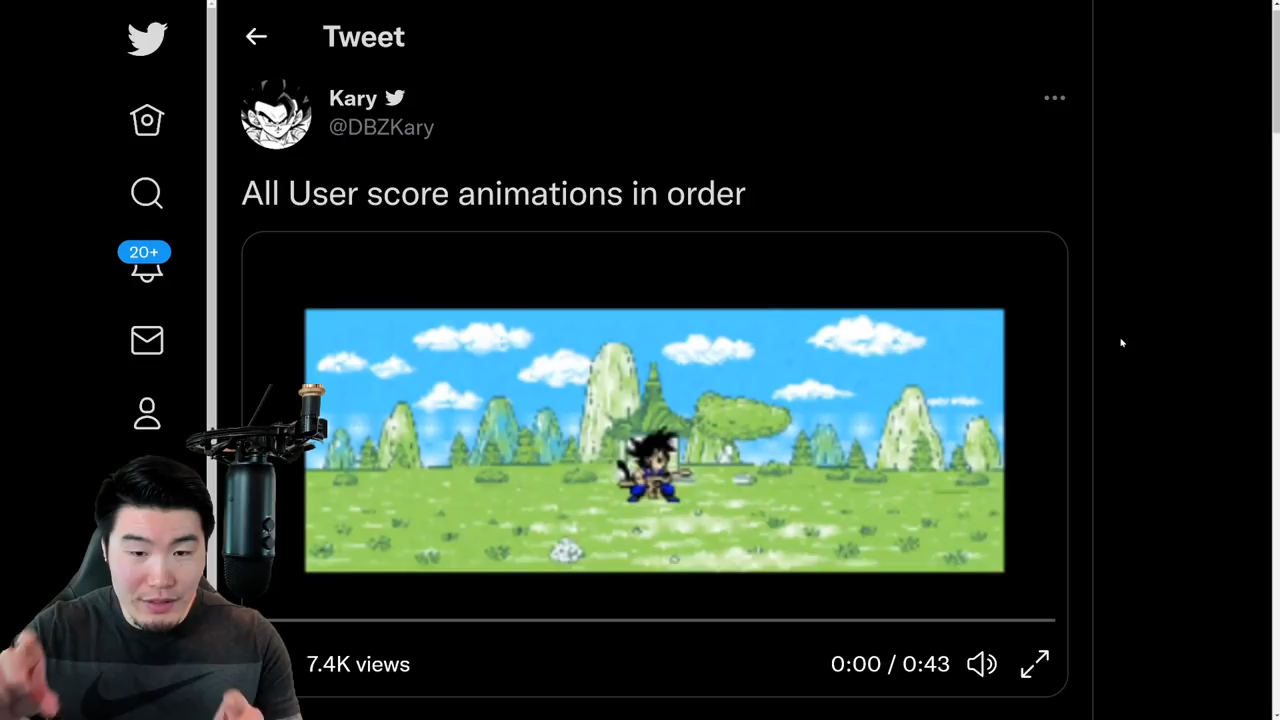 Tweet
Kary
@DBZKary
All User score animations in order
20+
7.4K views
0:00 / 0:43